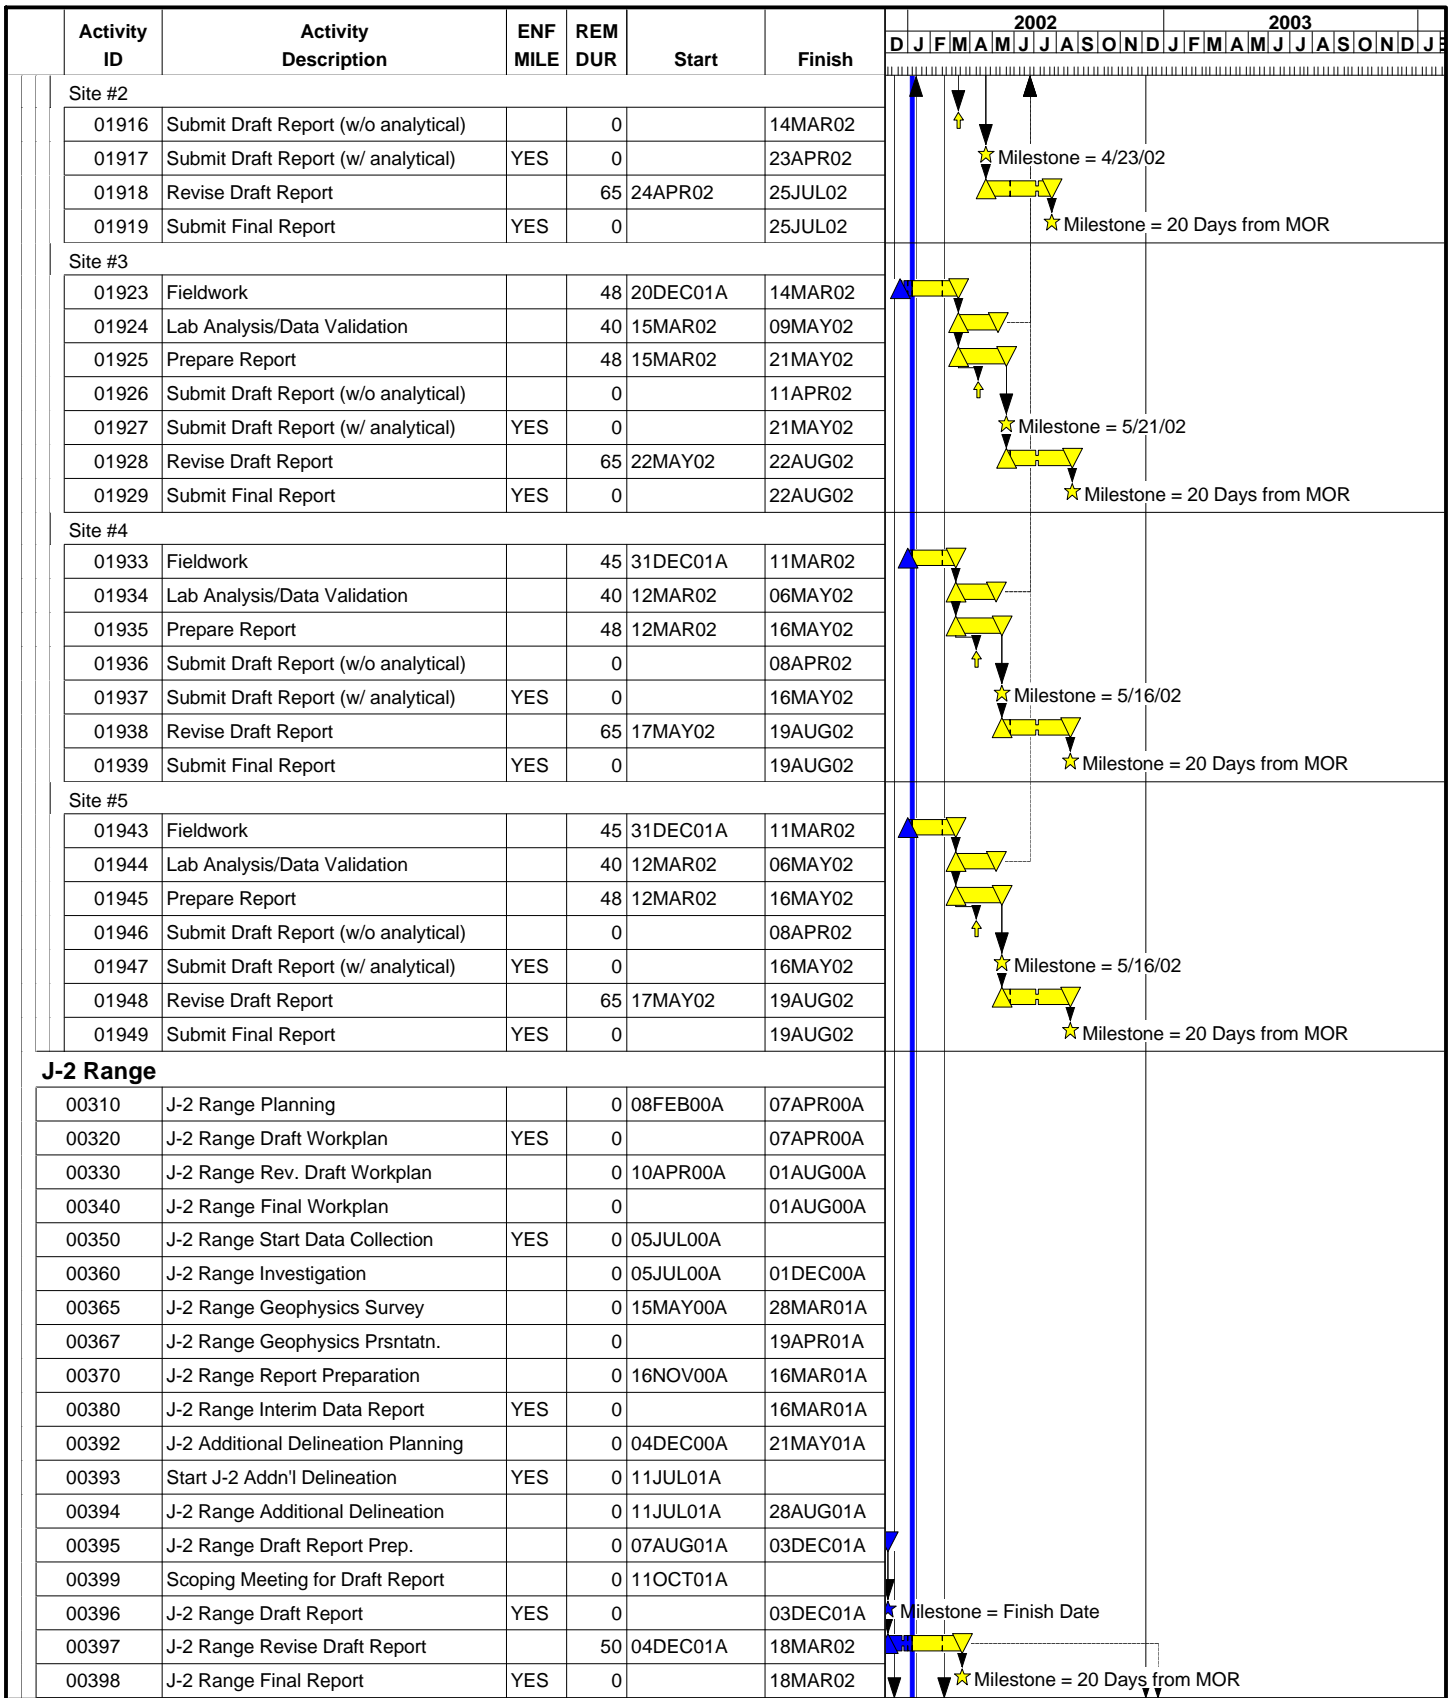 Activity ID Activity Description ENF MILE REM DUR Start Finish 2002 2003
D J F M A M J J A S O N D J F M A M J J A S O N D J F
Site #2
01916 Submit Draft Report (w/o analytical) 0 14MAR02
01917 Submit Draft Report (w/ analytical) YES 0 23APR02 Milestone = 4/23/02
01918 Revise Draft Report 65 24APR02 25JUL02
01919 Submit Final Report YES 0 25JUL02 Milestone = 20 Days from MOR
Site #3
01923 Fieldwork 48 20DEC01A 14MAR02
01924 Lab Analysis/Data Validation 40 15MAR02 09MAY02
01925 Prepare Report 48 15MAR02 21MAY02
01926 Submit Draft Report (w/o analytical) 0 11APR02
01927 Submit Draft Report (w/ analytical) YES 0 21MAY02 Milestone = 5/21/02
01928 Revise Draft Report 65 22MAY02 22AUG02
01929 Submit Final Report YES 0 22AUG02 Milestone = 20 Days from MOR
Site #4
01933 Fieldwork 45 31DEC01A 11MAR02
01934 Lab Analysis/Data Validation 40 12MAR02 06MAY02
01935 Prepare Report 48 12MAR02 16MAY02
01936 Submit Draft Report (w/o analytical) 0 08APR02
01937 Submit Draft Report (w/ analytical) YES 0 16MAY02 Milestone = 5/16/02
01938 Revise Draft Report 65 17MAY02 19AUG02
01939 Submit Final Report YES 0 19AUG02 Milestone = 20 Days from MOR
Site #5
01943 Fieldwork 45 31DEC01A 11MAR02
01944 Lab Analysis/Data Validation 40 12MAR02 06MAY02
01945 Prepare Report 48 12MAR02 16MAY02
01946 Submit Draft Report (w/o analytical) 0 08APR02
01947 Submit Draft Report (w/ analytical) YES 0 16MAY02 Milestone = 5/16/02
01948 Revise Draft Report 65 17MAY02 19AUG02
01949 Submit Final Report YES 0 19AUG02 Milestone = 20 Days from MOR
J-2 Range
00310 J-2 Range Planning 0 08FEB00A 07APR00A
00320 J-2 Range Draft Workplan YES 0 07APR00A
00330 J-2 Range Rev. Draft Workplan 0 10APR00A 01AUG00A
00340 J-2 Range Final Workplan 0 01AUG00A
00350 J-2 Range Start Data Collection YES 0 05JUL00A
00360 J-2 Range Investigation 0 05JUL00A 01DEC00A
00365 J-2 Range Geophysics Survey 0 15MAY00A 28MAR01A
00367 J-2 Range Geophysics Prsntatn. 0 19APR01A
00370 J-2 Range Report Preparation 0 16NOV00A 16MAR01A
00380 J-2 Range Interim Data Report YES 0 16MAR01A
00392 J-2 Additional Delineation Planning 0 04DEC00A 21MAY01A
00393 Start J-2 Addn'l Delineation YES 0 11JUL01A
00394 J-2 Range Additional Delineation 0 11JUL01A 28AUG01A
00395 J-2 Range Draft Report Prep. 0 07AUG01A 03DEC01A
00399 Scoping Meeting for Draft Report 0 11OCT01A
00396 J-2 Range Draft Report YES 0 03DEC01A Milestone = Finish Date
00397 J-2 Range Revise Draft Report 50 04DEC01A 18MAR02
00398 J-2 Range Final Report YES 0 18MAR02 Milestone = 20 Days from MOR